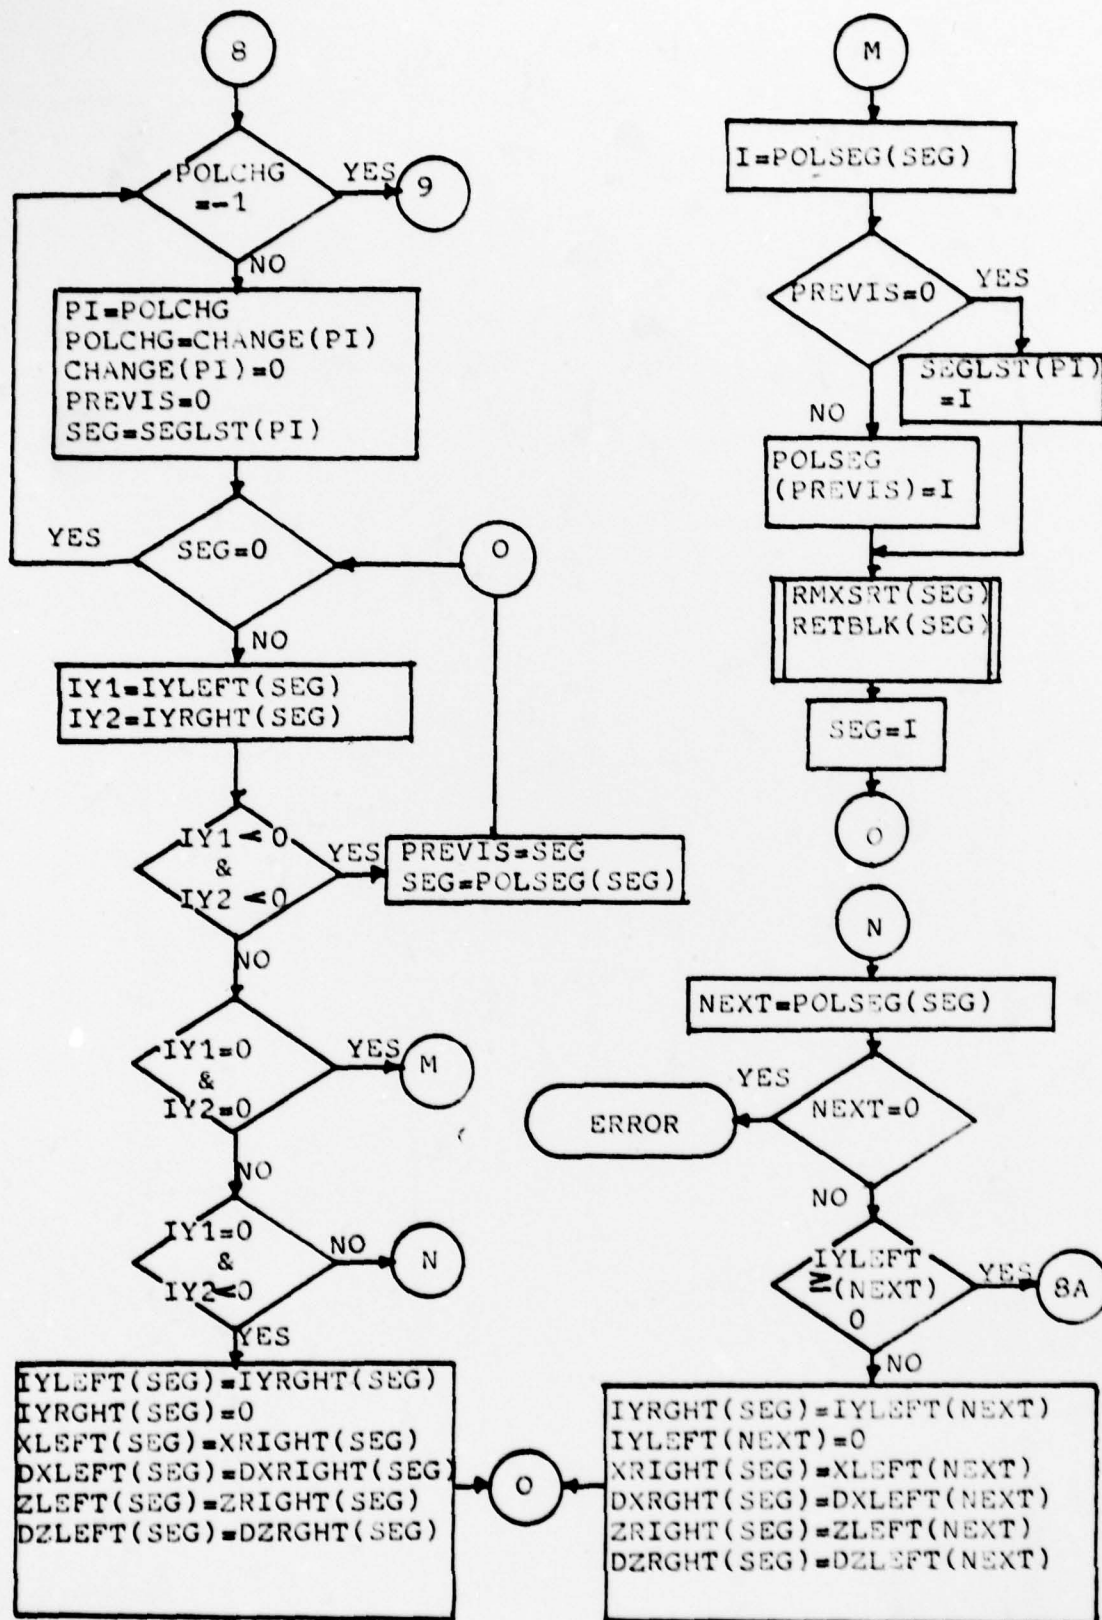 8
POLCHG
=-1
YES
9
NO
PI=POLCHG
POLCHG=CHANGE(PI)
CHANGE(PI)=0
PREVIS=0
SEG=SEGLST(PI)
YES
SEG=0
O
NO
IY1=IYLEFT(SEG)
IY2=IYRGHT(SEG)
IY1<0
&
IY2<0
YES
PREVIS=SEG
SEG=POLSEG(SEG)
NO
IY1=0
&
IY2=0
YES
M
NO
IY1=0
&
IY2<0
NO
N
YES
IYLEFT(SEG)=IYRGHT(SEG)
IYRGHT(SEG)=0
XLEFT(SEG)=XRIGHT(SEG)
DXLEFT(SEG)=DXRIGHT(SEG)
ZLEFT(SEG)=ZRIGHT(SEG)
DZLEFT(SEG)=DZRGHT(SEG)
O
M
I=POLSEG(SEG)
PREVIS=0
YES
SEGLST(PI)
=I
NO
POLSEG
(PREVIS)=I
RMXSRT(SEG)
RETBLK(SEG)
SEG=I
O
N
NEXT=POLSEG(SEG)
YES
NEXT=0
ERROR
NO
IYLEFT
≥(NEXT)
0
YES
8A
NO
IYRGHT(SEG)=IYLEFT(NEXT)
IYLEFT(NEXT)=0
XRIGHT(SEG)=XLEFT(NEXT)
DXRGHT(SEG)=DXLEFT(NEXT)
ZRIGHT(SEG)=ZLEFT(NEXT)
DZRGHT(SEG)=DZLEFT(NEXT)